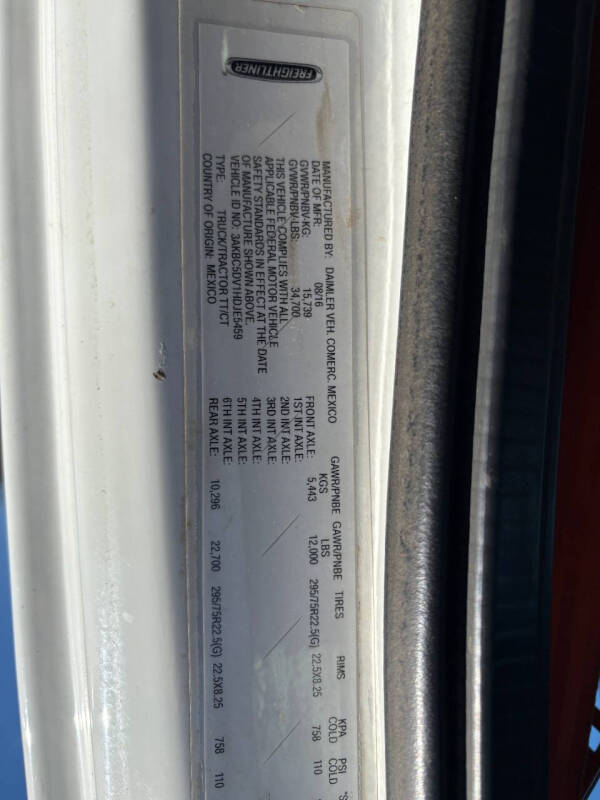 FREIGHTLINER
MANUFACTURED BY: DAIMLER VEH. COMERC. MEXICO
DATE OF MFR: 08/16
GVWR/PNBV-KG: 15,739
GVWR/PNBV-LBS: 34,700
THIS VEHICLE COMPLIES WITH ALL
APPLICABLE FEDERAL MOTOR VEHICLE
SAFETY STANDARDS IN EFFECT AT THE DATE
OF MANUFACTURE SHOWN ABOVE.
VEHICLE ID NO: 3AKBC5DV1HDJE5459
TYPE: TRUCK/TRACTOR TT/CT
COUNTRY OF ORIGIN: MEXICO
GAWR/PNBE GAWR/PNBE TIRES RIMS KPA PSI
KGS LBS COLD COLD
FRONT AXLE: 5,443 12,000 295/75R22.5(G) 22.5X8.25 758 110
1ST INT AXLE:
2ND INT AXLE:
3RD INT AXLE:
4TH INT AXLE:
5TH INT AXLE:
6TH INT AXLE:
REAR AXLE: 10,296 22,700 295/75R22.5(G) 22.5X8.25 758 110